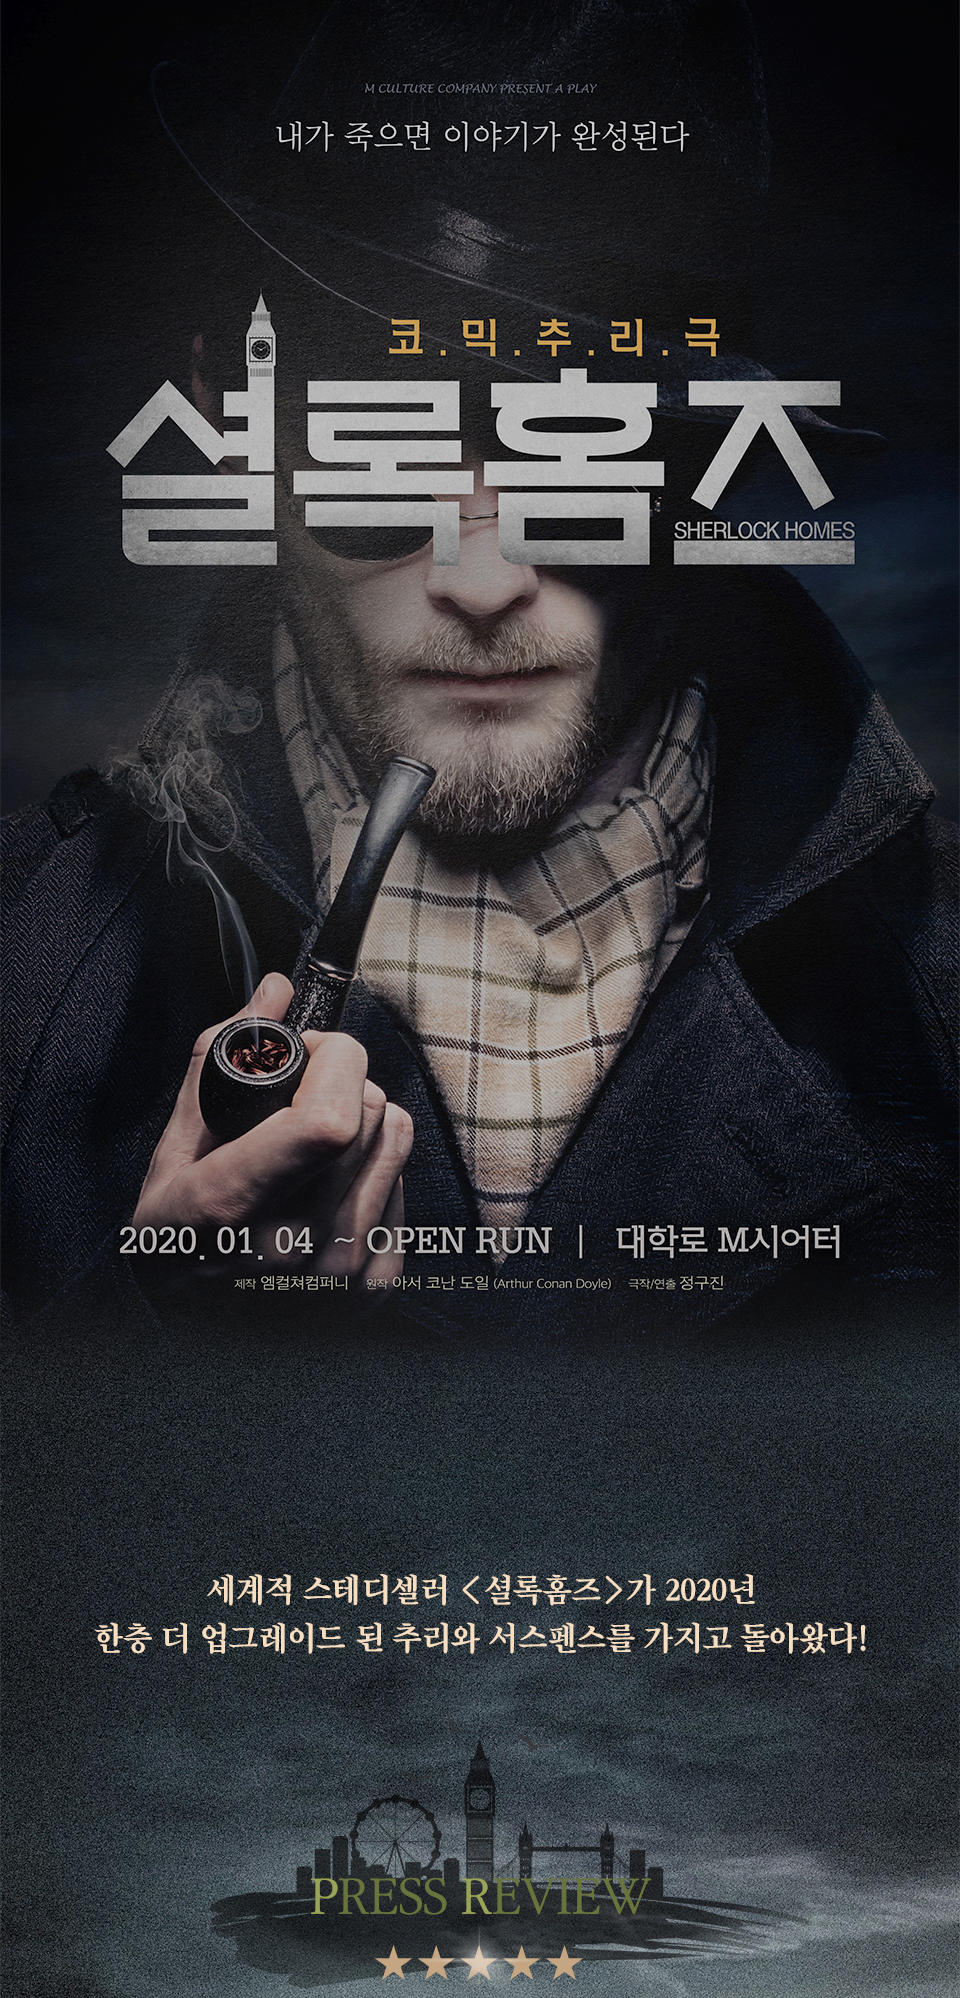 M CULTURE COMPANY PRESENT A PLAY
내가 죽으면 이야기가 완성된다
코.믹.추.리.극
셜록홈즈
SHERLOCK HOMES
2020. 01. 04 ~ OPEN RUN | 대학로 M시어터
제작 엠컬쳐컴퍼니 원작 아서 코난 도일 (Arthur Conan Doyle) 극작/연출 정구진
세계적 스테디셀러 <셜록홈즈>가 2020년
한층 더 업그레이드 된 추리와 서스펜스를 가지고 돌아왔다!
PRESS REVIEW
★★★★★